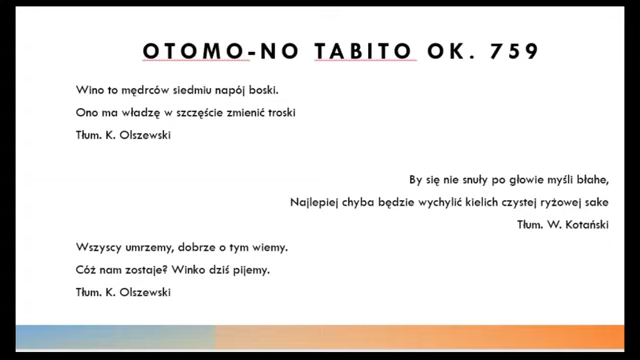 OTOMO-NO TABITO OK. 759
Wino to mędrców siedmiu napój boski.
Ono ma władzę w szczęście zmienić troski
Tłum. K. Olszewski
By się nie snuły po głowie myśli błahe,
Najlepiej chyba będzie wychylić kielich czystej ryżowej sake
Tłum. W. Kotański
Wszyscy umrzemy, dobrze o tym wiemy.
Cóż nam zostaje? Winko dziś pijemy.
Tłum. K. Olszewski